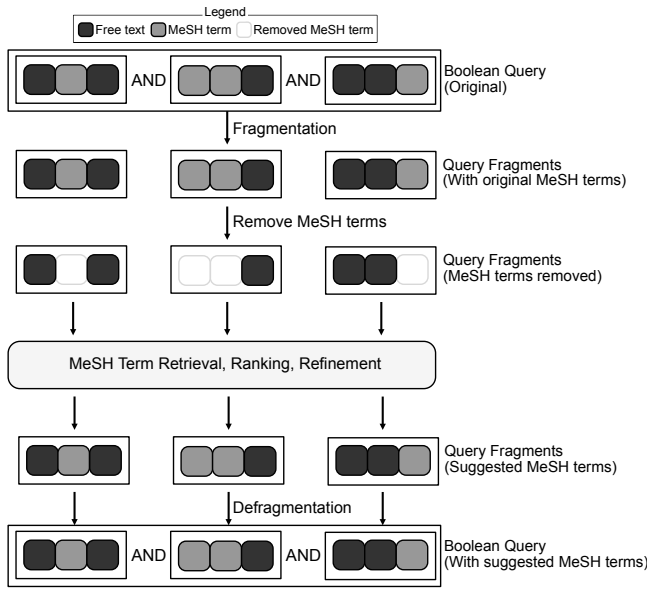 Legend
Free text MeSH term Removed MeSH term
AND AND
Boolean Query
(Original)
Fragmentation
Query Fragments
(With original MeSH terms)
Remove MeSH terms
Query Fragments
(MeSH terms removed)
MeSH Term Retrieval, Ranking, Refinement
Query Fragments
(Suggested MeSH terms)
Defragmentation
AND AND
Boolean Query
(With suggested MeSH terms)